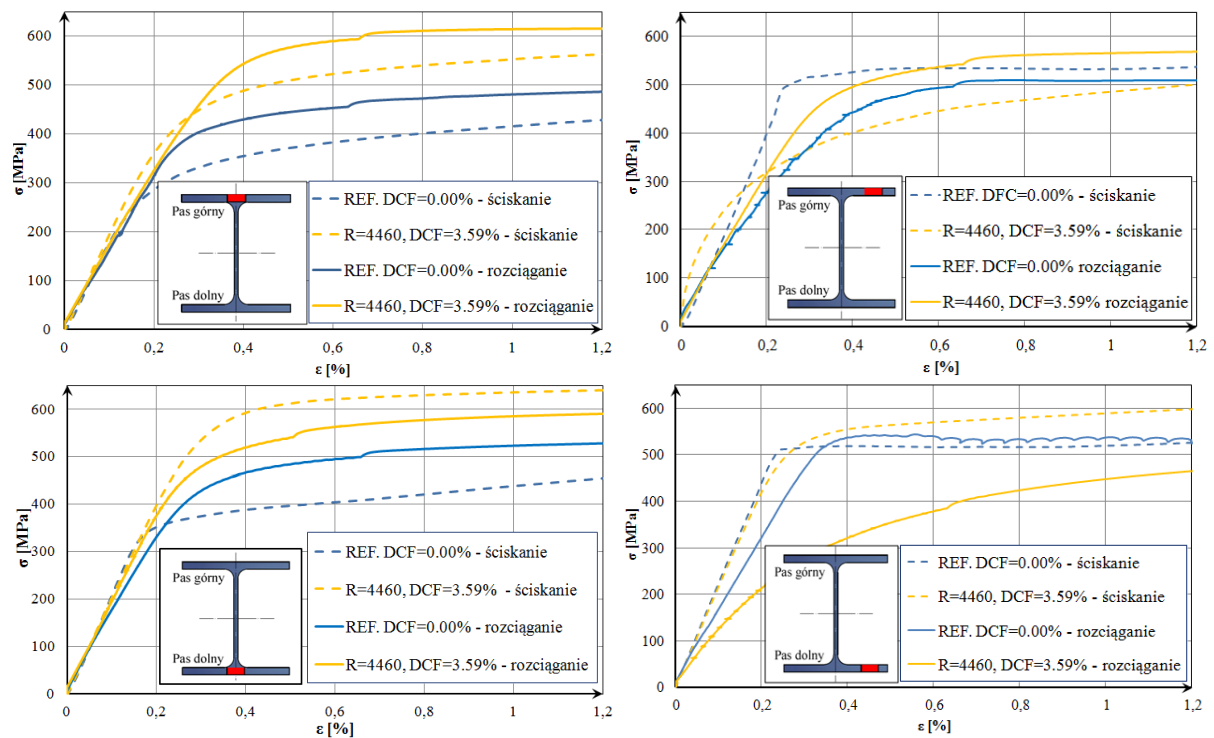 600
500
400
300
200
100
0
σ [MPa]
Pas górny
Pas dolny
REF. DCF=0.00% - ściskanie
R=4460, DCF=3.59% - ściskanie
REF. DCF=0.00% - rozciąganie
R=4460, DCF=3.59% - rozciąganie
0 0,2 0,4 0,6 0,8 1 1,2
ε [%]
600
500
400
300
200
100
0
σ [MPa]
Pas górny
Pas dolny
REF. DFC=0.00% - ściskanie
R=4460, DCF=3.59% - ściskanie
REF. DCF=0.00% rozciąganie
R=4460, DCF=3.59% rozciąganie
0 0,2 0,4 0,6 0,8 1 1,2
ε [%]
600
500
400
300
200
100
0
σ [MPa]
Pas górny
Pas dolny
REF. DCF=0.00% - ściskanie
R=4460, DCF=3.59% - ściskanie
REF. DCF=0.00% - rozciąganie
R=4460, DCF=3.59% - rozciąganie
0 0,2 0,4 0,6 0,8 1 1,2
ε [%]
600
500
400
300
200
100
0
σ [MPa]
Pas górny
Pas dolny
REF. DCF=0.00% - ściskanie
R=4460, DCF=3.59% - ściskanie
REF. DCF=0.00% - rozciąganie
R=4460, DCF=3.59% - rozciąganie
0 0,2 0,4 0,6 0,8 1 1,2
ε [%]